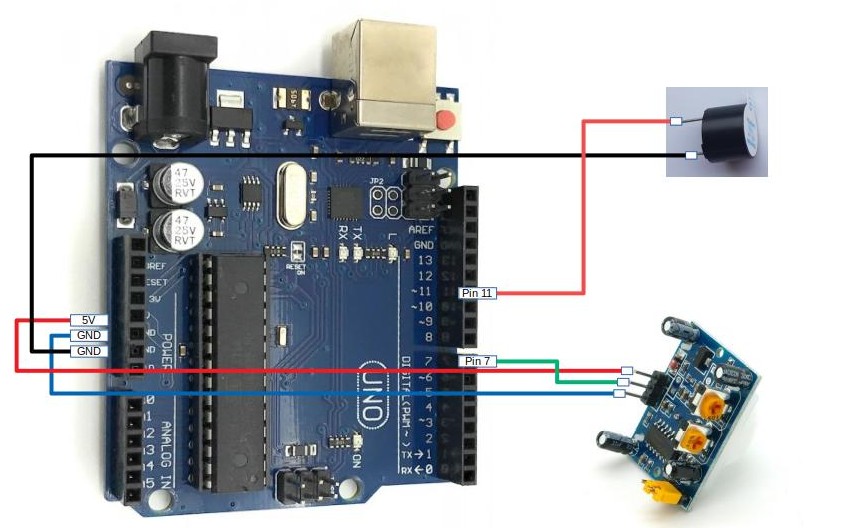 47
25V
RVT
47
25V
RVT
JP2
RX
TX
L
RESET
ON
AREF
GND
13
12
~11
Pin 11
~10
~9
8
7
Pin 7
~6
5
4
~3
2
TX→1
RX←0
DIGITAL(PWM~)
UNO
ON
5V
GND
GND
POWER
ANALOG IN